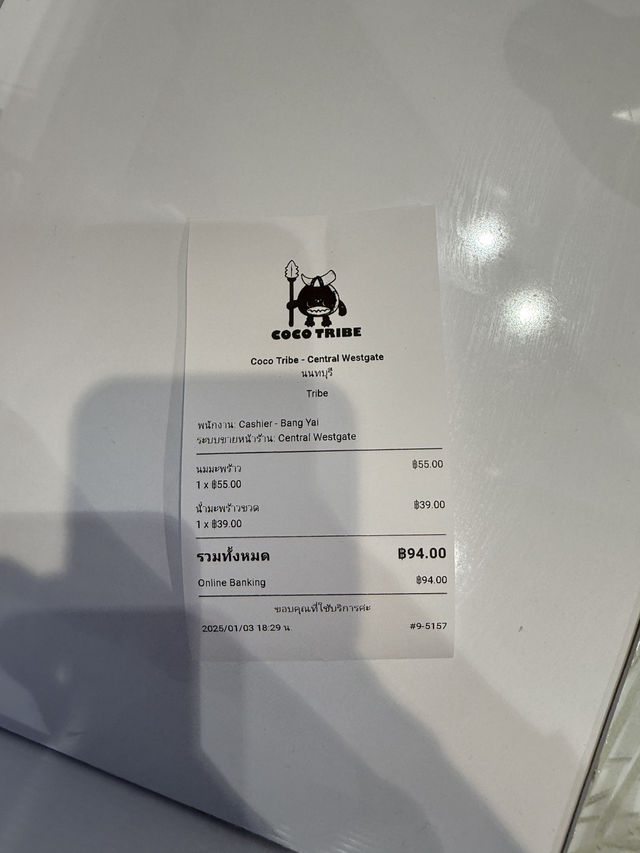 COCO TRIBE
Coco Tribe - Central Westgate
นนทบุรี
Tribe
พนักงาน: Cashier - Bang Yai
ระบบขายหน้าร้าน: Central Westgate
นมมะพร้าว ฿55.00
1 x ฿55.00
น้ำมะพร้าวขวด ฿39.00
1 x ฿39.00
รวมทั้งหมด ฿94.00
Online Banking ฿94.00
ขอบคุณที่ใช้บริการค่ะ
2025/01/03 18:29 น. #9-5157